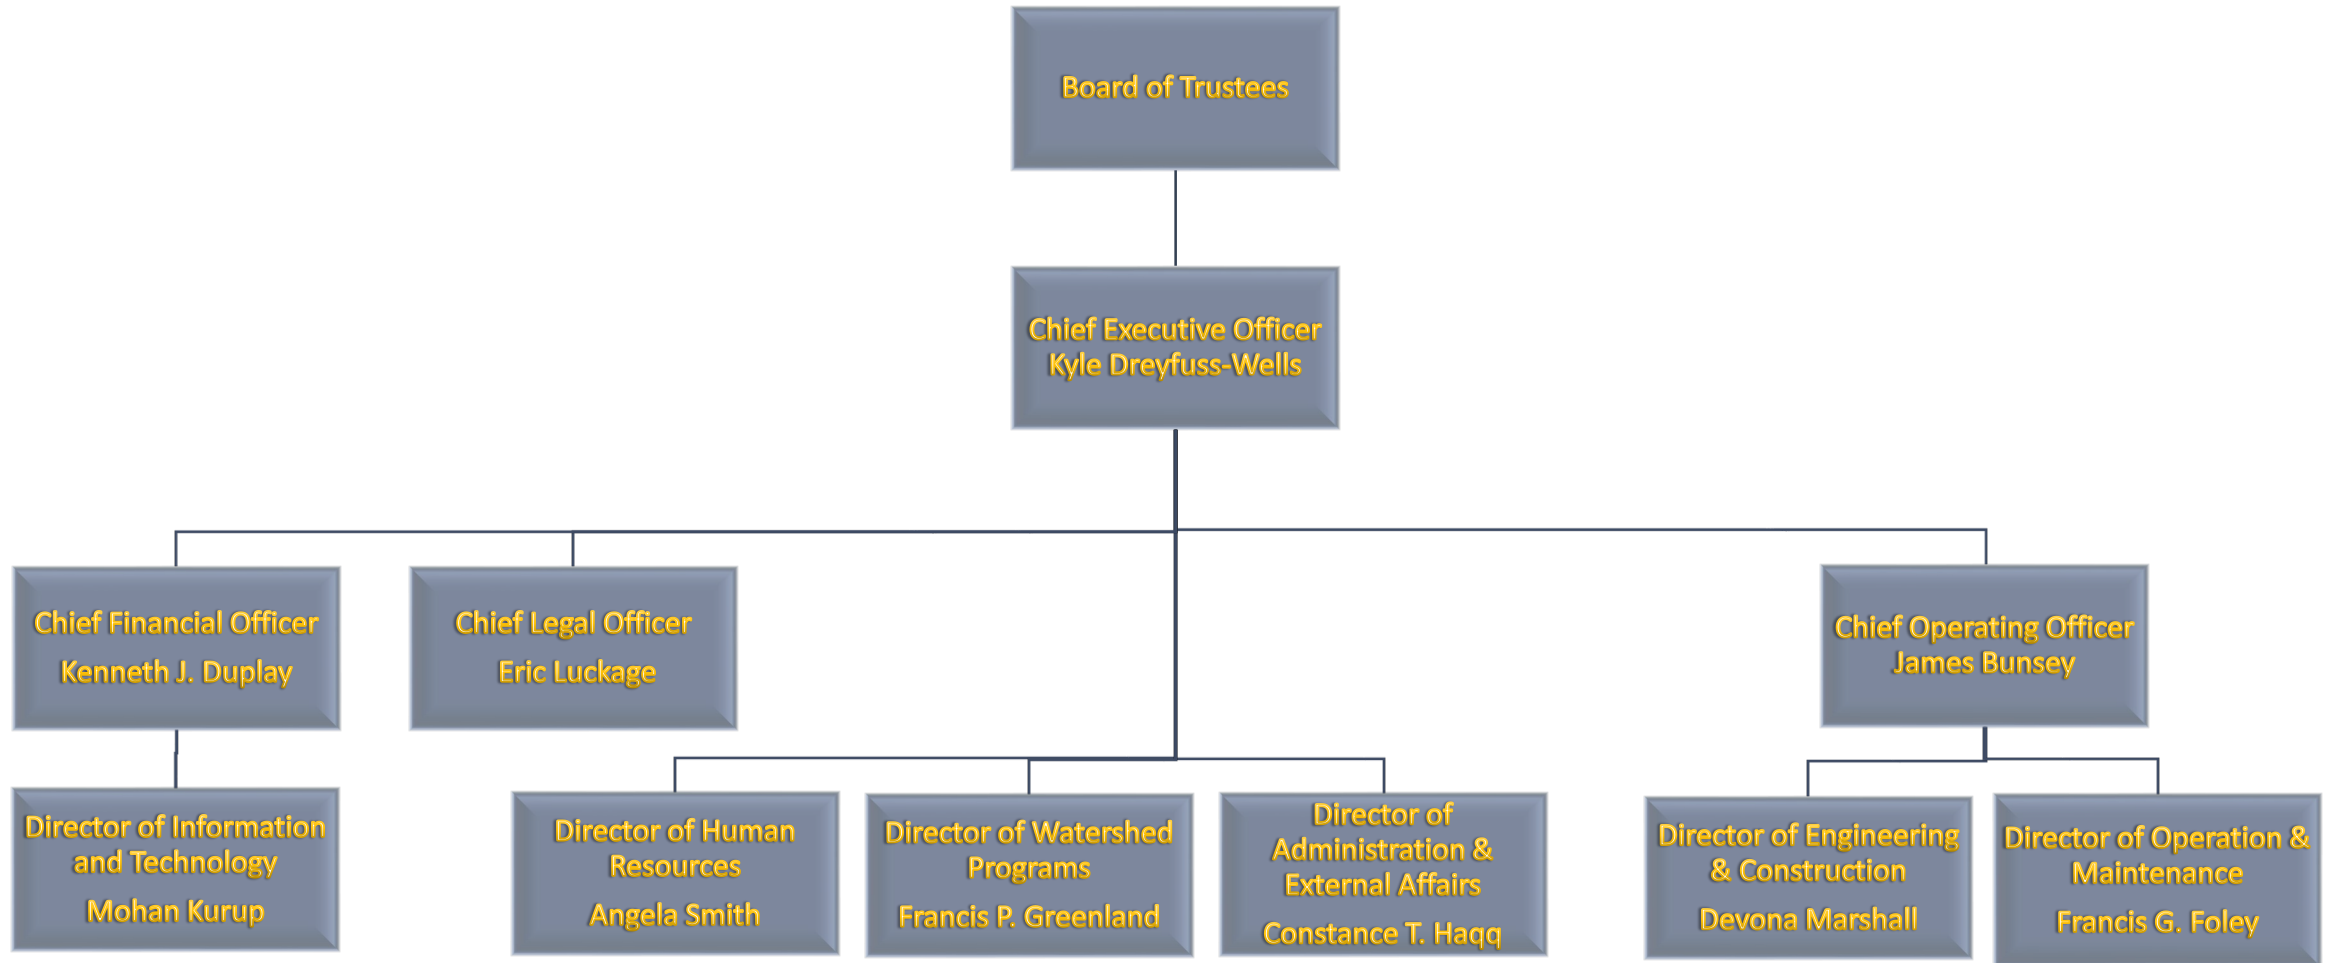 Board of Trustees
Chief Executive Officer
Kyle Dreyfuss-Wells
Chief Financial Officer
Kenneth J. Duplay
Chief Legal Officer
Eric Luckage
Chief Operating Officer
James Bunsey
Director of Information
and Technology
Mohan Kurup
Director of Human
Resources
Angela Smith
Director of Watershed
Programs
Francis P. Greenland
Director of
Administration &
External Affairs
Constance T. Haqq
Director of Engineering
& Construction
Devona Marshall
Director of Operation &
Maintenance
Francis G. Foley